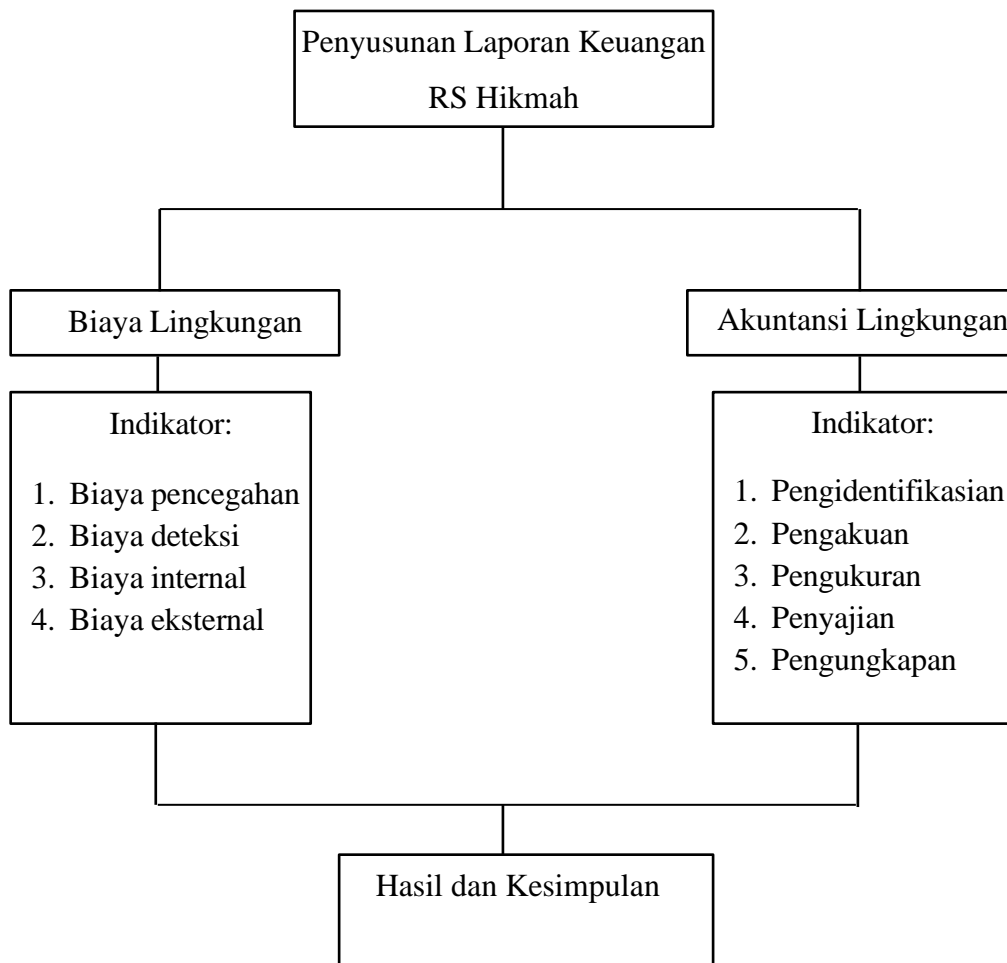 Penyusunan Laporan Keuangan
RS Hikmah
Biaya Lingkungan
Akuntansi Lingkungan
Indikator:
1. Biaya pencegahan
2. Biaya deteksi
3. Biaya internal
4. Biaya eksternal
Indikator:
1. Pengidentifikasian
2. Pengakuan
3. Pengukuran
4. Penyajian
5. Pengungkapan
Hasil dan Kesimpulan